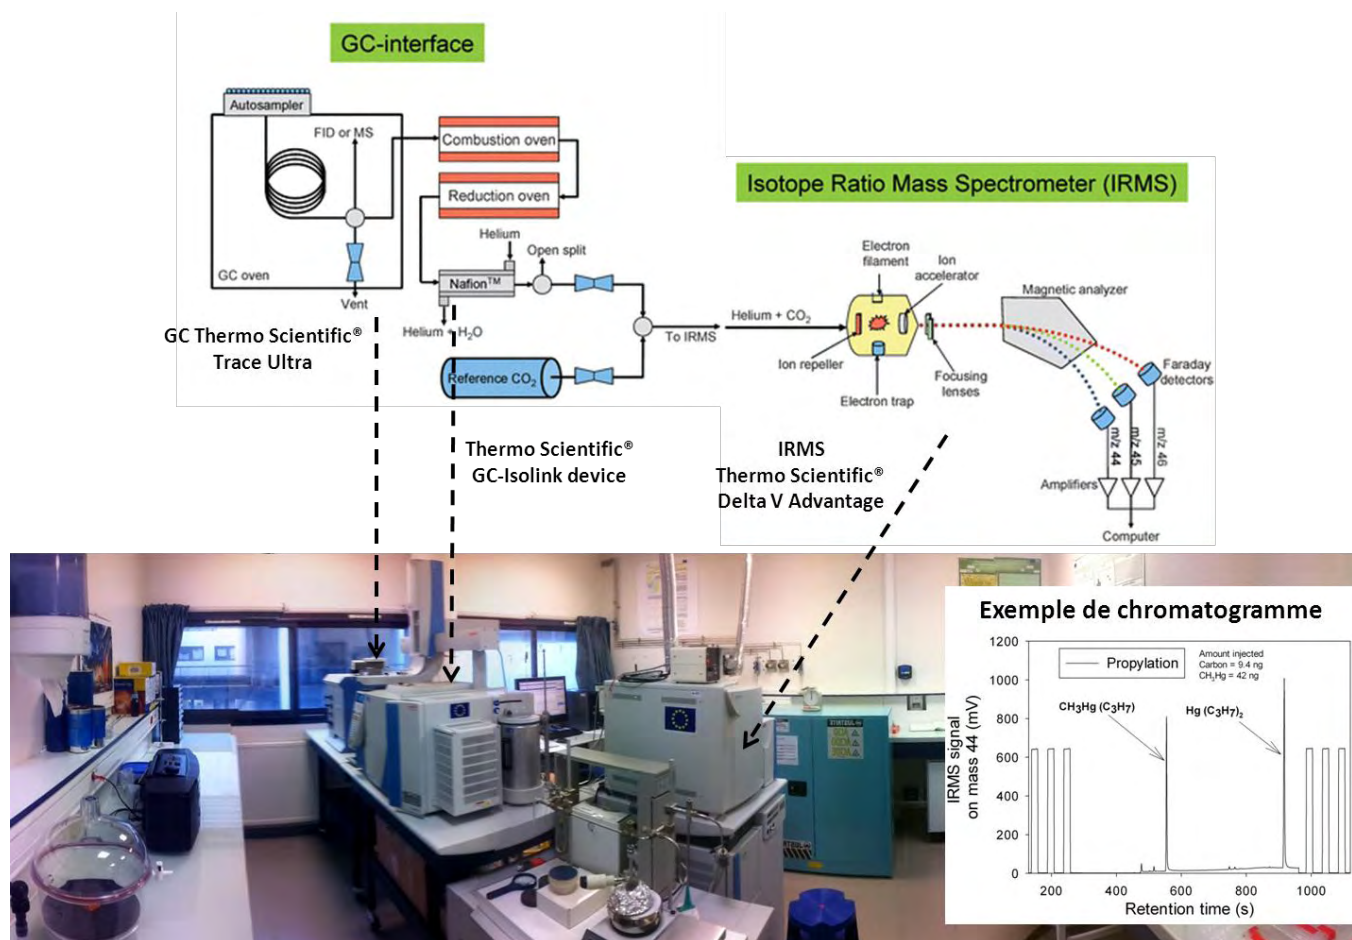 GC-interface
Autosampler
FID or MS
Combustion oven
Reduction oven
Helium
Open split
GC oven
Nafion™
Vent
Helium + H₂O
To IRMS
Reference CO₂
GC Thermo Scientific®
Trace Ultra
Thermo Scientific®
GC-Isolink device
Isotope Ratio Mass Spectrometer (IRMS)
Electron
filament
Ion
accelerator
Magnetic analyzer
Helium + CO₂
Ion repeller
Focusing
lenses
Electron trap
Faraday
detectors
m/z 44
m/z 45
m/z 46
Amplifiers
Computer
IRMS
Thermo Scientific®
Delta V Advantage
Exemple de chromatogramme
Propylation
Amount injected
Carbon = 9.4 ng
CH₃Hg = 42 ng
CH₃Hg (C₃H₇)
Hg (C₃H₇)₂
IRMS signal
on mass 44 (mV)
1200
1000
800
600
400
200
0
200 400 600 800 1000
Retention time (s)